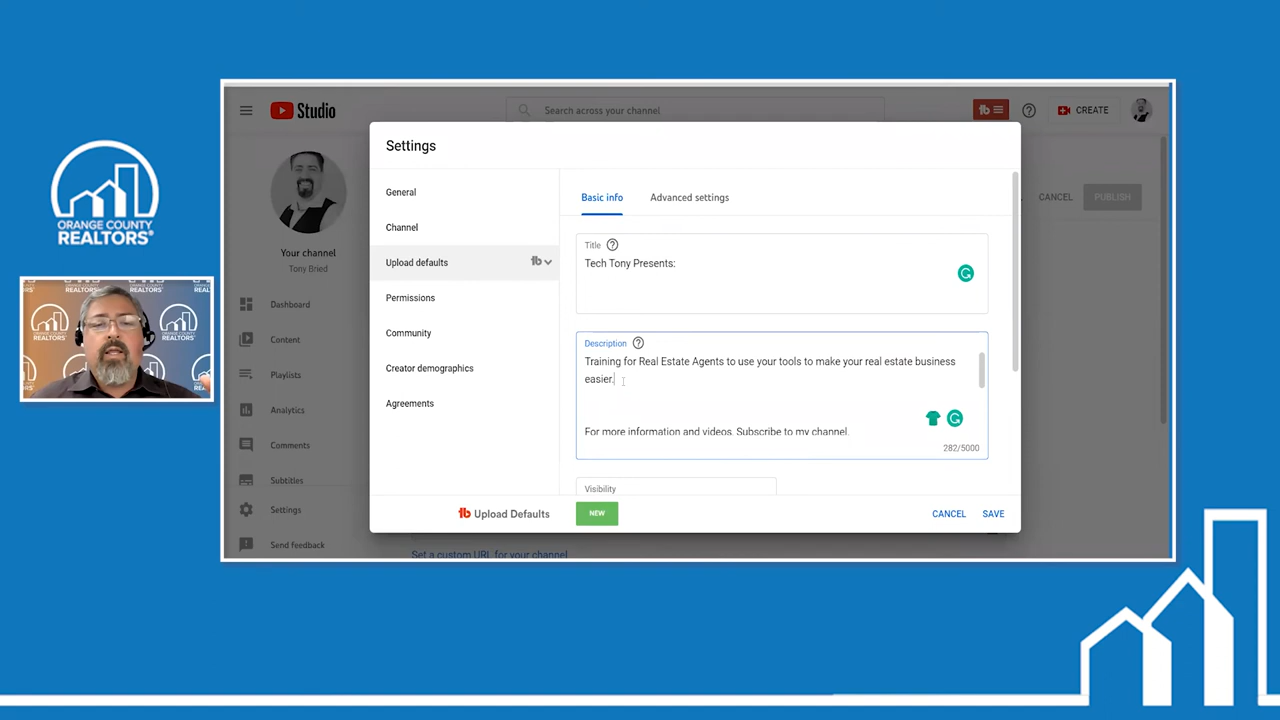 Studio
Search across your channel
CREATE
Settings
General
Channel
Upload defaults
Permissions
Community
Creator demographics
Agreements
Basic info
Advanced settings
Title
Tech Tony Presents:
Description
Training for Real Estate Agents to use your tools to make your real estate business
easier.
For more information and videos. Subscribe to my channel.
282/5000
Visibility
Upload Defaults
NEW
CANCEL
SAVE
CANCEL
PUBLISH
Your channel
Tony Bried
Dashboard
Content
Playlists
Analytics
Comments
Subtitles
Settings
Send feedback
Set a custom URL for your channel
ORANGE COUNTY
REALTORS®